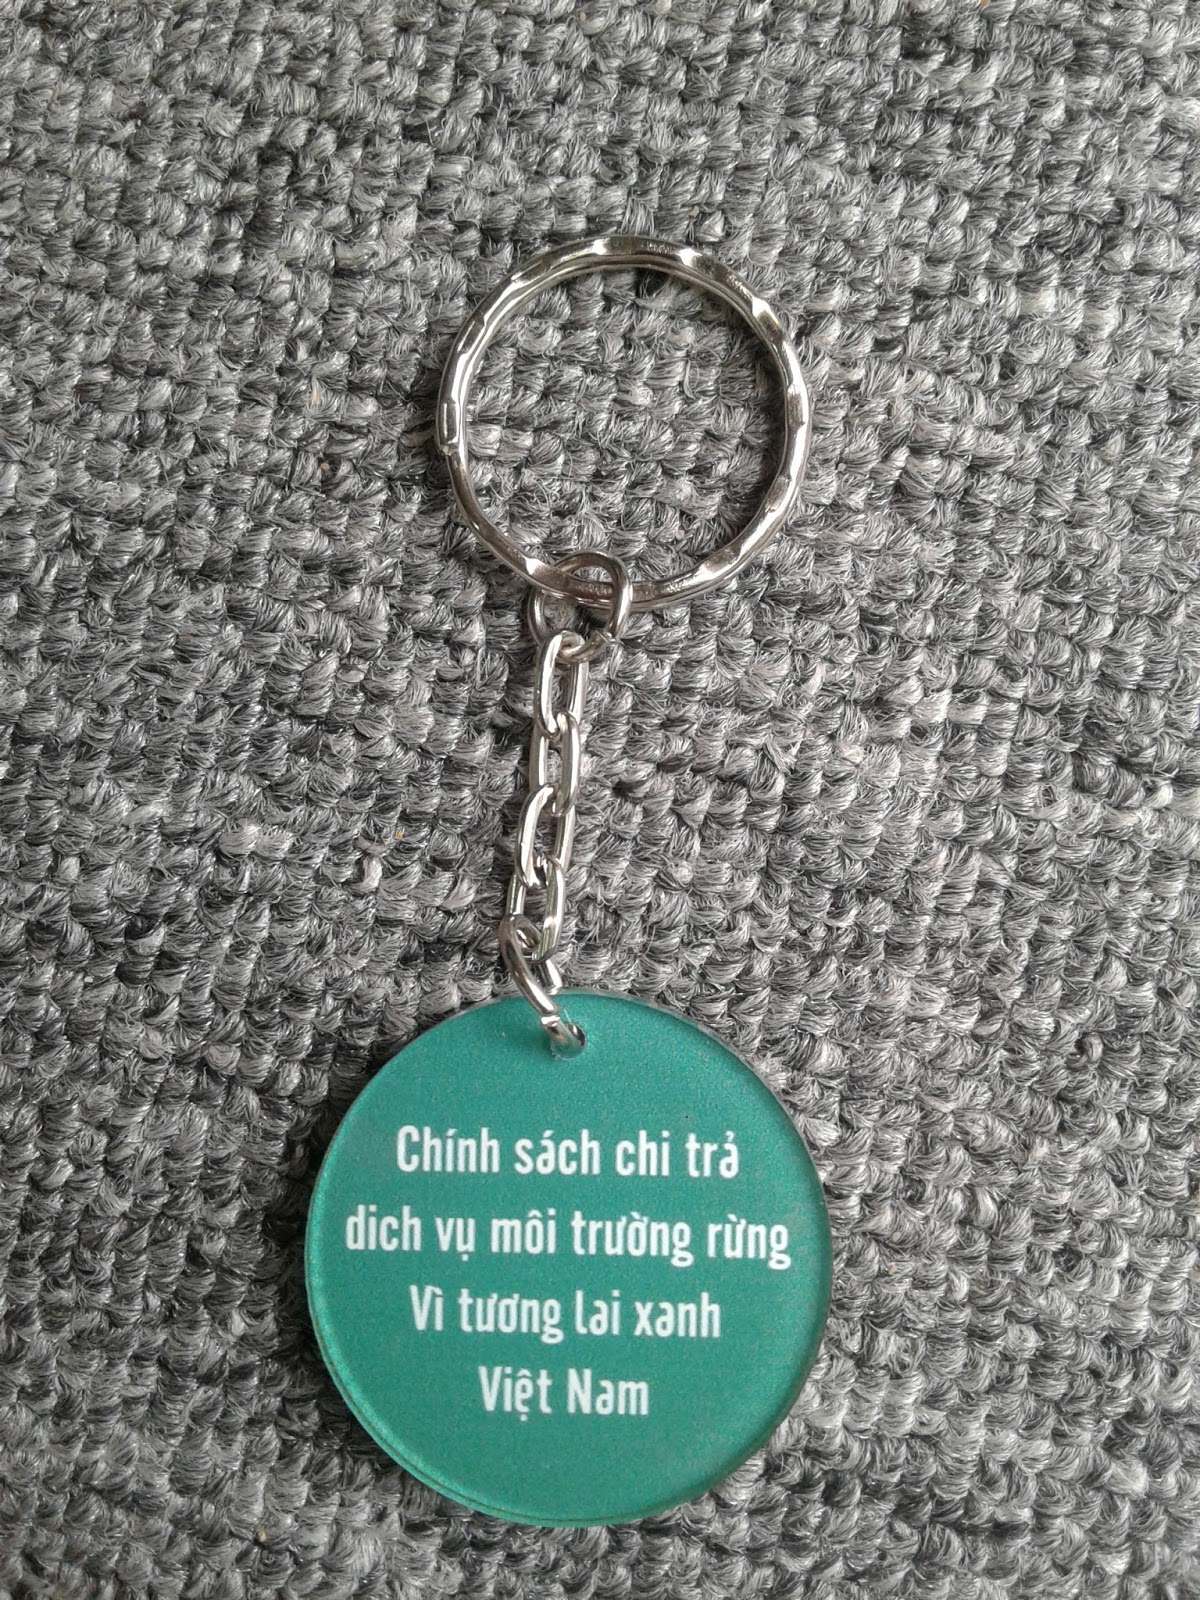 Chính sách chi trả
dich vụ môi trường rừng
Vì tương lai xanh
Việt Nam